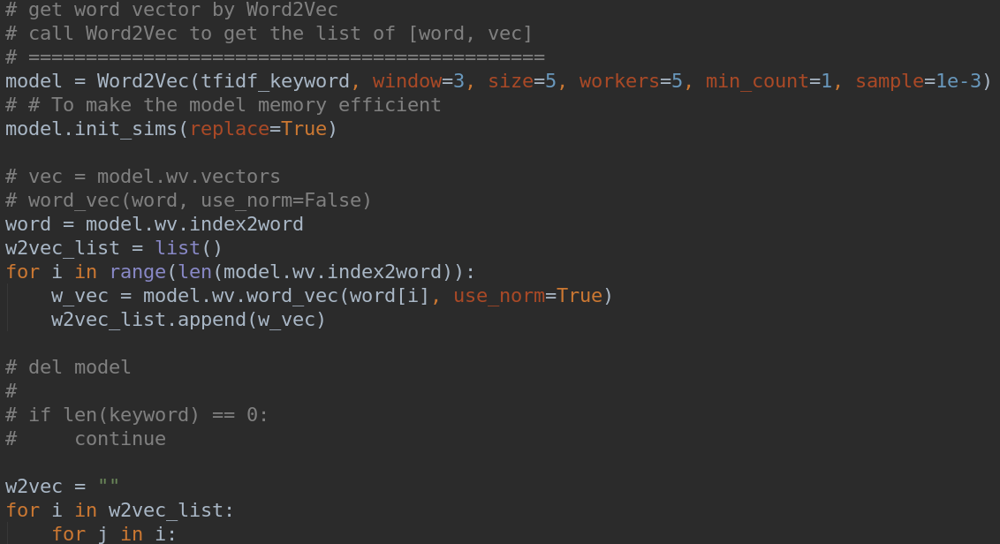 # get word vector by Word2Vec
# call Word2Vec to get the list of [word, vec]
# =============================================
model = Word2Vec(tfidf_keyword, window=3, size=5, workers=5, min_count=1, sample=1e-3)
# # To make the model memory efficient
model.init_sims(replace=True)

# vec = model.wv.vectors
# word_vec(word, use_norm=False)
word = model.wv.index2word
w2vec_list = list()
for i in range(len(model.wv.index2word)):
    w_vec = model.wv.word_vec(word[i], use_norm=True)
    w2vec_list.append(w_vec)

# del model
#
# if len(keyword) == 0:
#     continue

w2vec = ""
for i in w2vec_list:
    for j in i: